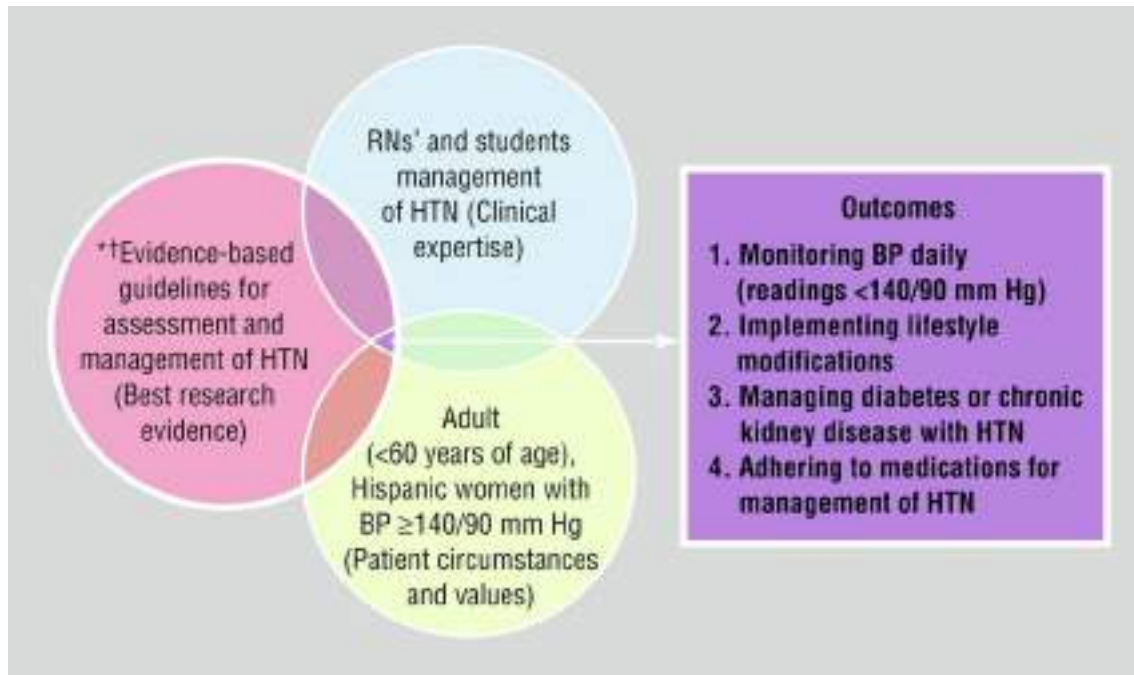 RNs' and students
management
of HTN (Clinical
expertise)
*†Evidence-based
guidelines for
assessment and
management of HTN
(Best research
evidence)
Adult
(<60 years of age),
Hispanic women with
BP ≥140/90 mm Hg
(Patient circumstances
and values)
Outcomes
1. Monitoring BP daily
(readings <140/90 mm Hg)
2. Implementing lifestyle
modifications
3. Managing diabetes or chronic
kidney disease with HTN
4. Adhering to medications for
management of HTN